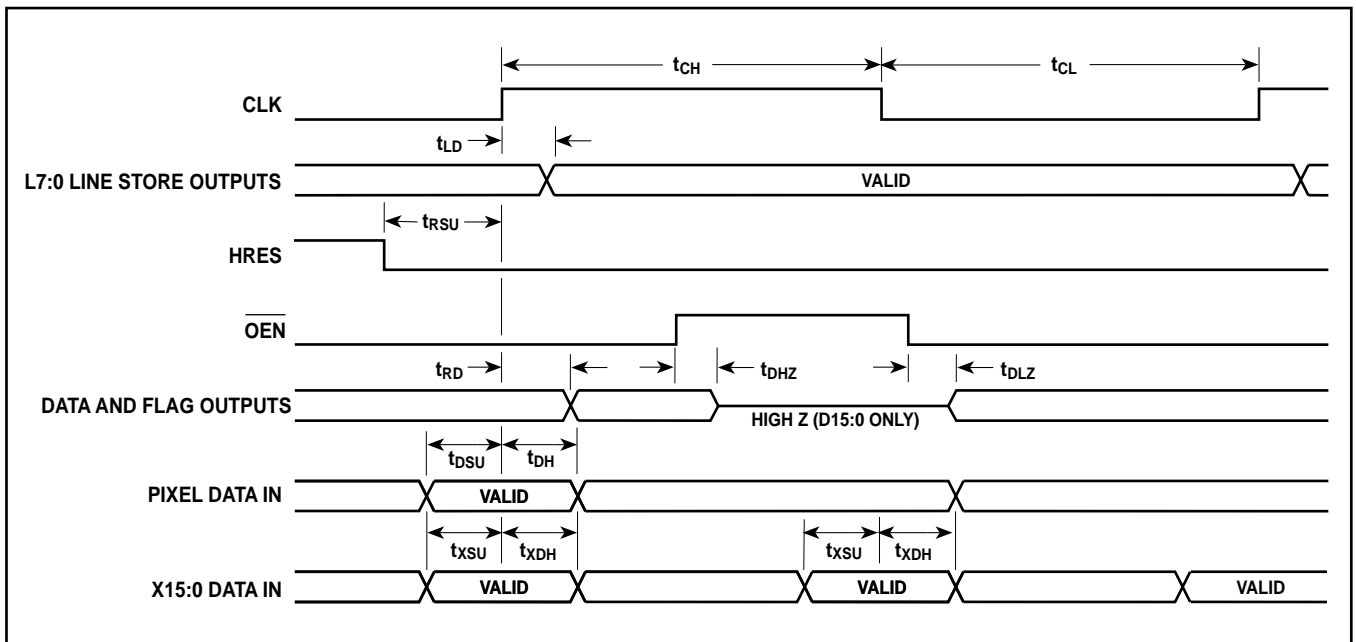 tCH
tCL
CLK
tLD
L7:0 LINE STORE OUTPUTS
VALID
tRSU
HRES
OEN
tRD
tDHZ
tDLZ
DATA AND FLAG OUTPUTS
HIGH Z (D15:0 ONLY)
tDSU
tDH
PIXEL DATA IN
VALID
tXSU
tXDH
tXSU
tXDH
X15:0 DATA IN
VALID
VALID
VALID